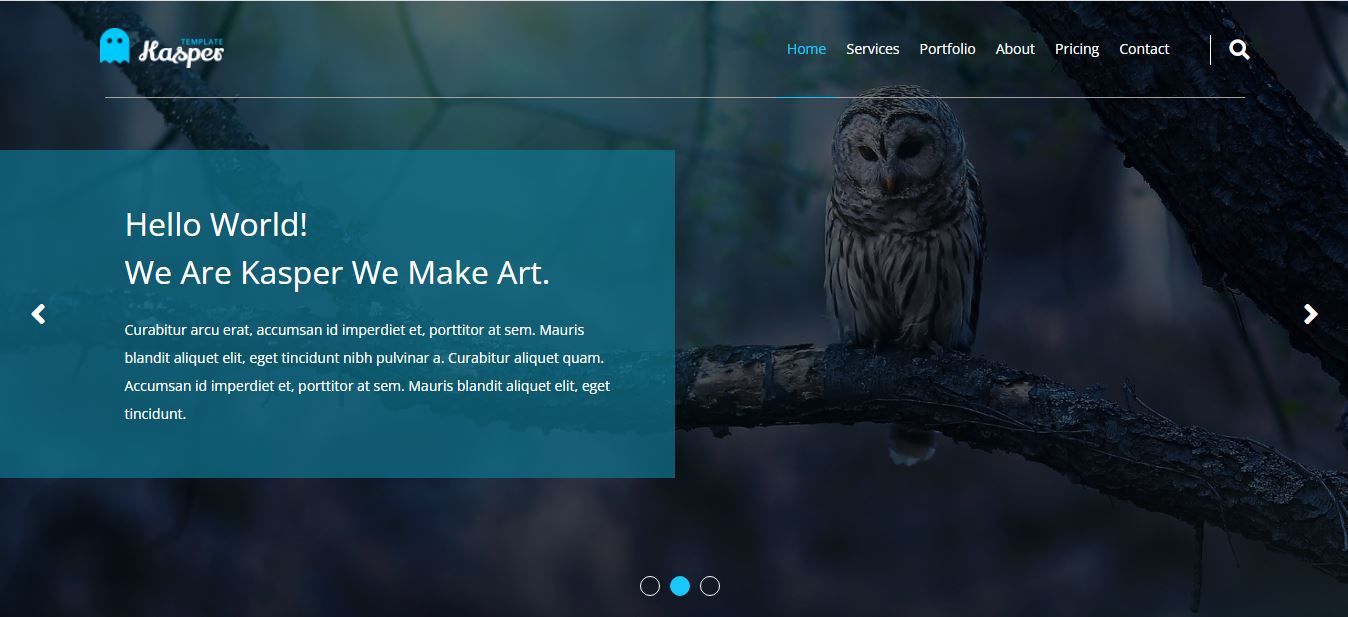 TEMPLATE
Kasper
Home Services Portfolio About Pricing Contact
Hello World!
We Are Kasper We Make Art.
Curabitur arcu erat, accumsan id imperdiet et, porttitor at sem. Mauris
blandit aliquet elit, eget tincidunt nibh pulvinar a. Curabitur aliquet quam.
Accumsan id imperdiet et, porttitor at sem. Mauris blandit aliquet elit, eget
tincidunt.